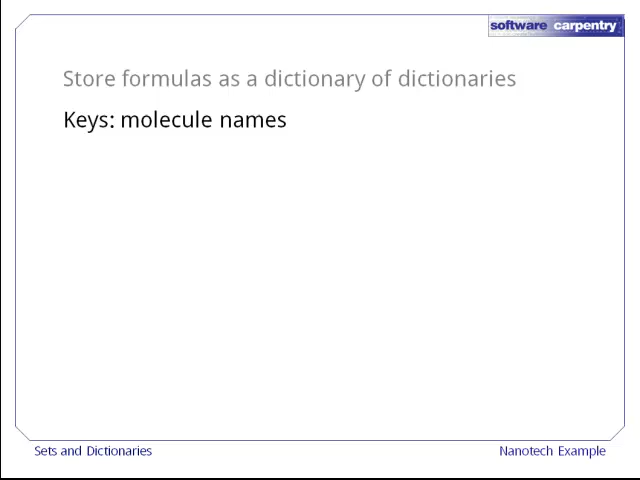 software carpentry
Store formulas as a dictionary of dictionaries
Keys: molecule names
Sets and Dictionaries
Nanotech Example